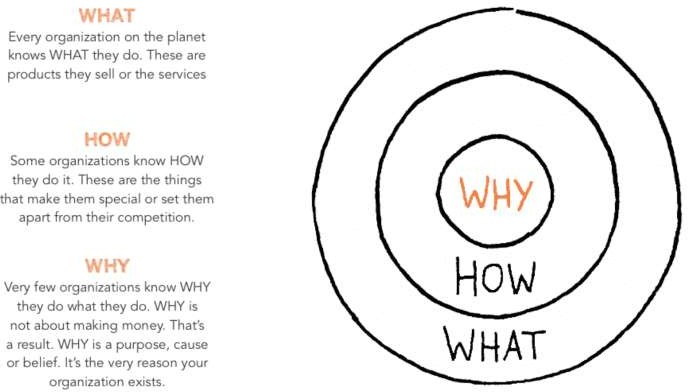 WHAT
Every organization on the planet
knows WHAT they do. These are
products they sell or the services
HOW
Some organizations know HOW
they do it. These are the things
that make them special or set them
apart from their competition.
WHY
Very few organizations know WHY
they do what they do. WHY is
not about making money. That's
a result. WHY is a purpose, cause
or belief. It's the very reason your
organization exists.
WHY
HOW
WHAT